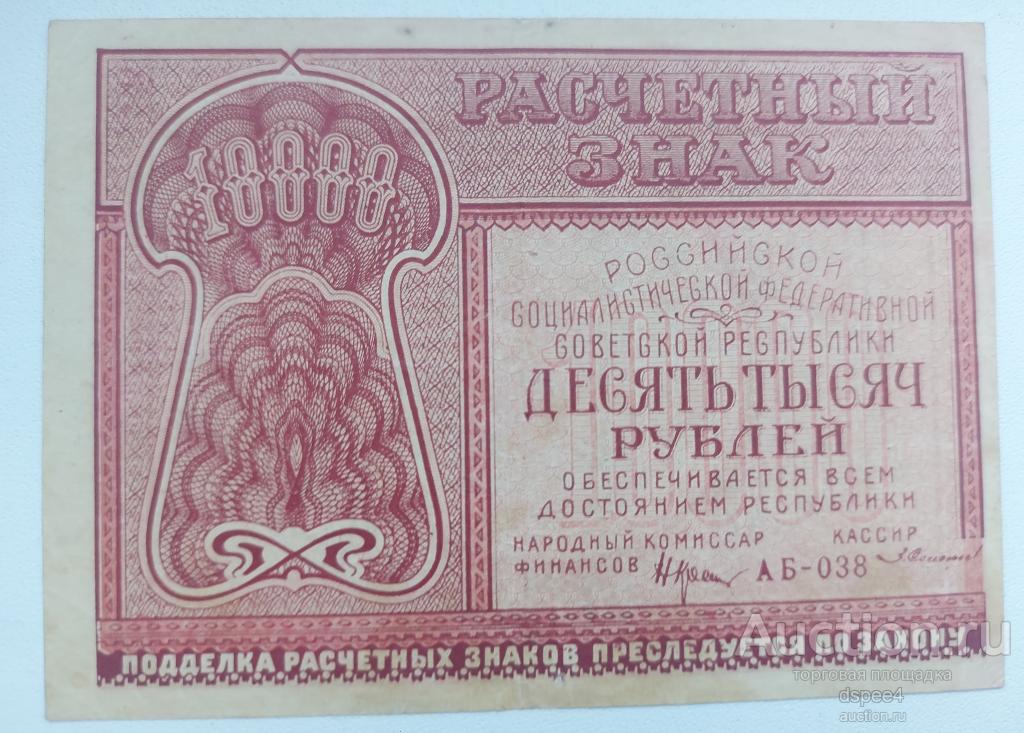 РАСЧЕТНЫЙ
ЗНАК
10000
РОССИЙСКОЙ
СОЦИАЛИСТИЧЕСКОЙ ФЕДЕРАТИВНОЙ
СОВЕТСКОЙ РЕСПУБЛИКИ
ДЕСЯТЬ ТЫСЯЧ
РУБЛЕЙ
ОБЕСПЕЧИВАЕТСЯ ВСЕМ
ДОСТОЯНИЕМ РЕСПУБЛИКИ
НАРОДНЫЙ КОМИССАР КАССИР
ФИНАНСОВ АБ-038
ПОДДЕЛКА РАСЧЕТНЫХ ЗНАКОВ ПРЕСЛЕДУЕТСЯ ПО ЗАКОНУ
Auction.ru
торговая площадка
dspee4
auction.ru